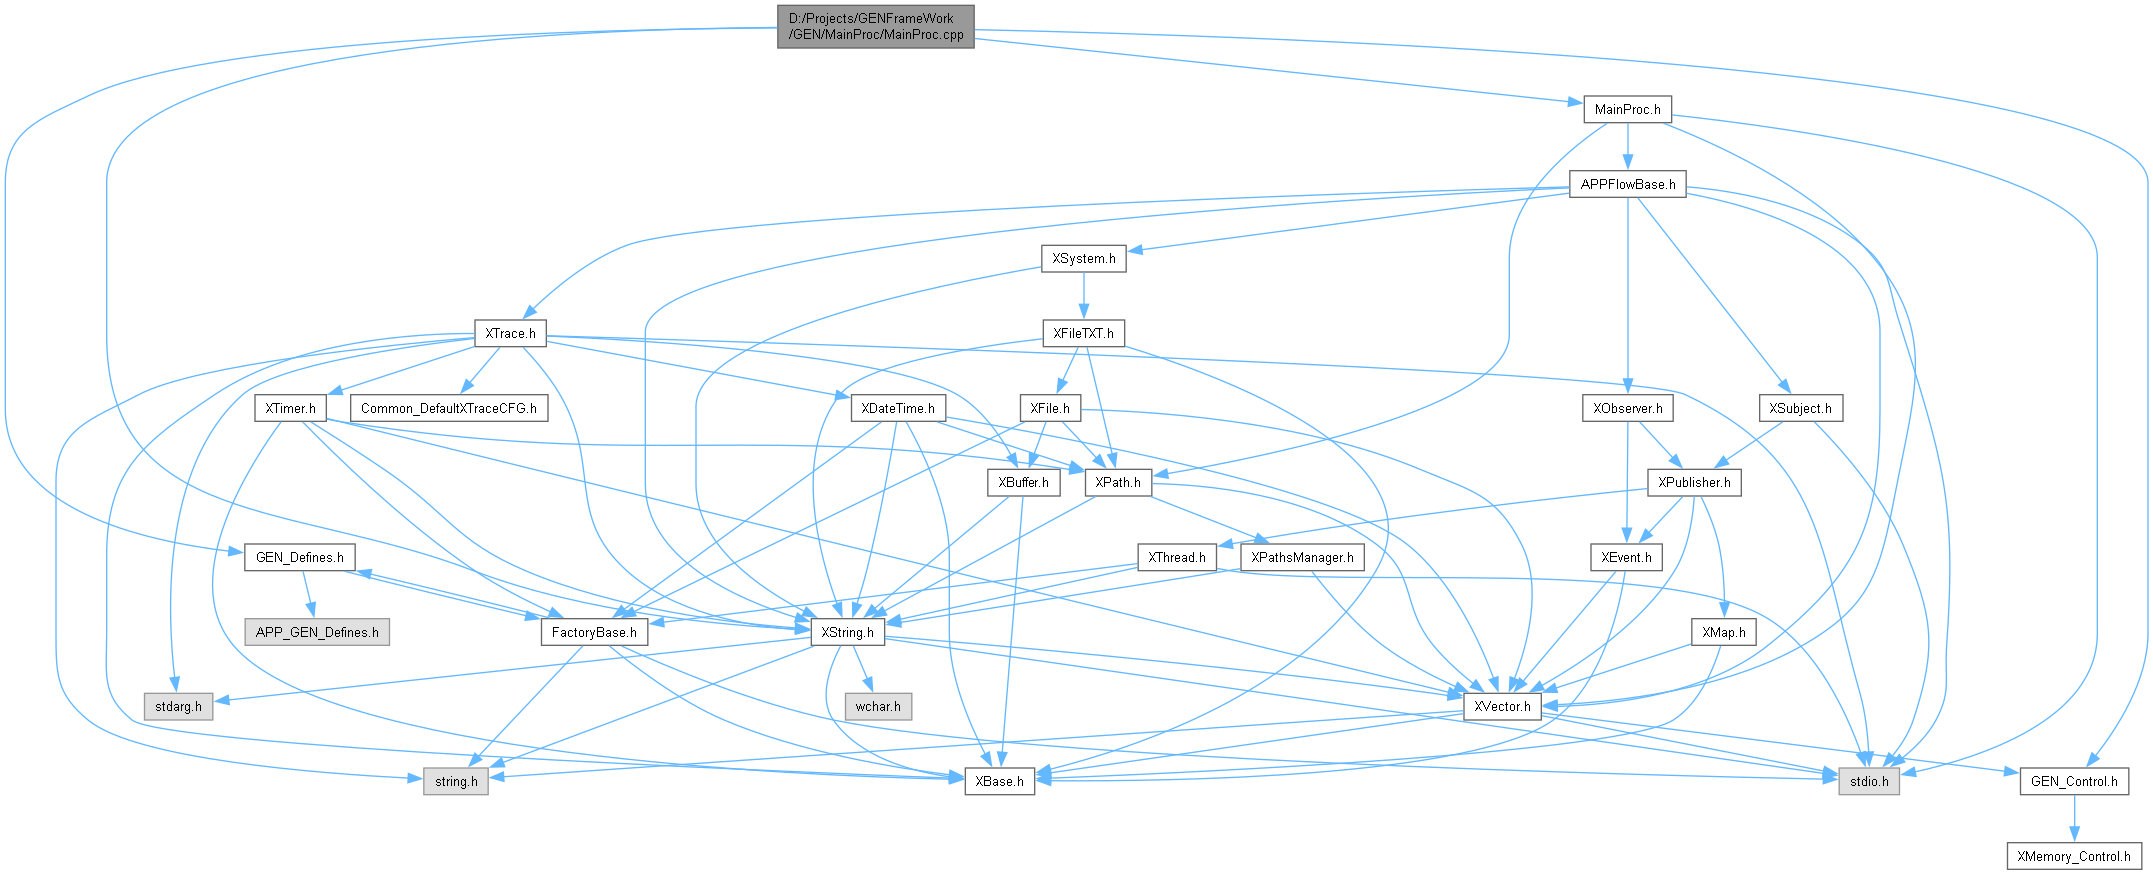 D:/Projects/GENFrameWork
/GEN/MainProc/MainProc.cpp
MainProc.h
APPFlowBase.h
XSystem.h
XTrace.h
XFileTXT.h
XTimer.h
Common_DefaultXTraceCFG.h
XDateTime.h
XFile.h
XObserver.h
XSubject.h
XBuffer.h
XPath.h
XPublisher.h
GEN_Defines.h
XThread.h
XPathsManager.h
XEvent.h
APP_GEN_Defines.h
FactoryBase.h
XString.h
XMap.h
stdarg.h
wchar.h
XVector.h
string.h
XBase.h
stdio.h
GEN_Control.h
XMemory_Control.h